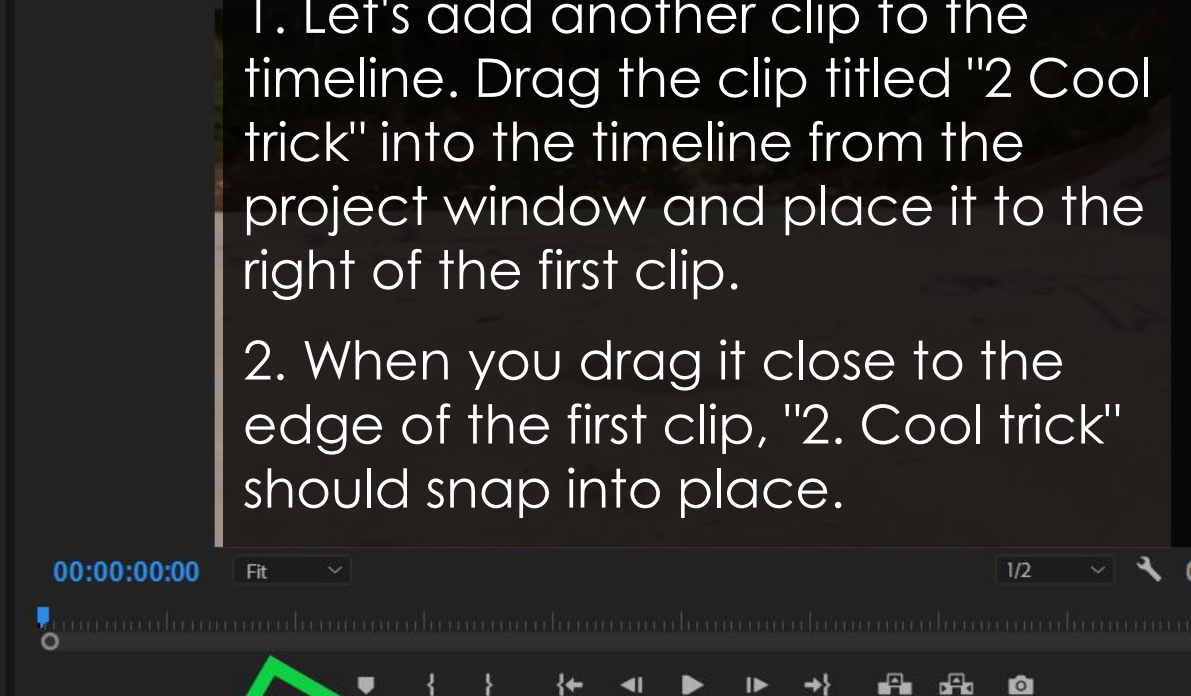 1. Let's add another clip to the
timeline. Drag the clip titled "2 Cool
trick" into the timeline from the
project window and place it to the
right of the first clip.
2. When you drag it close to the
edge of the first clip, "2. Cool trick"
should snap into place.
00:00:00:00 Fit 1/2